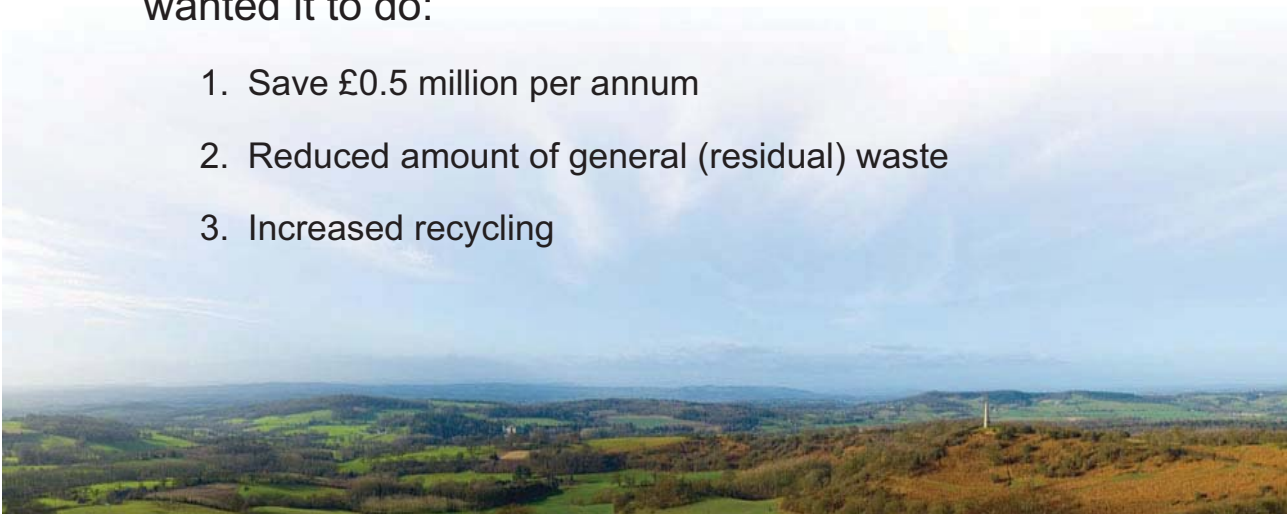 wanted it to do:
1. Save £0.5 million per annum
2. Reduced amount of general (residual) waste
3. Increased recycling